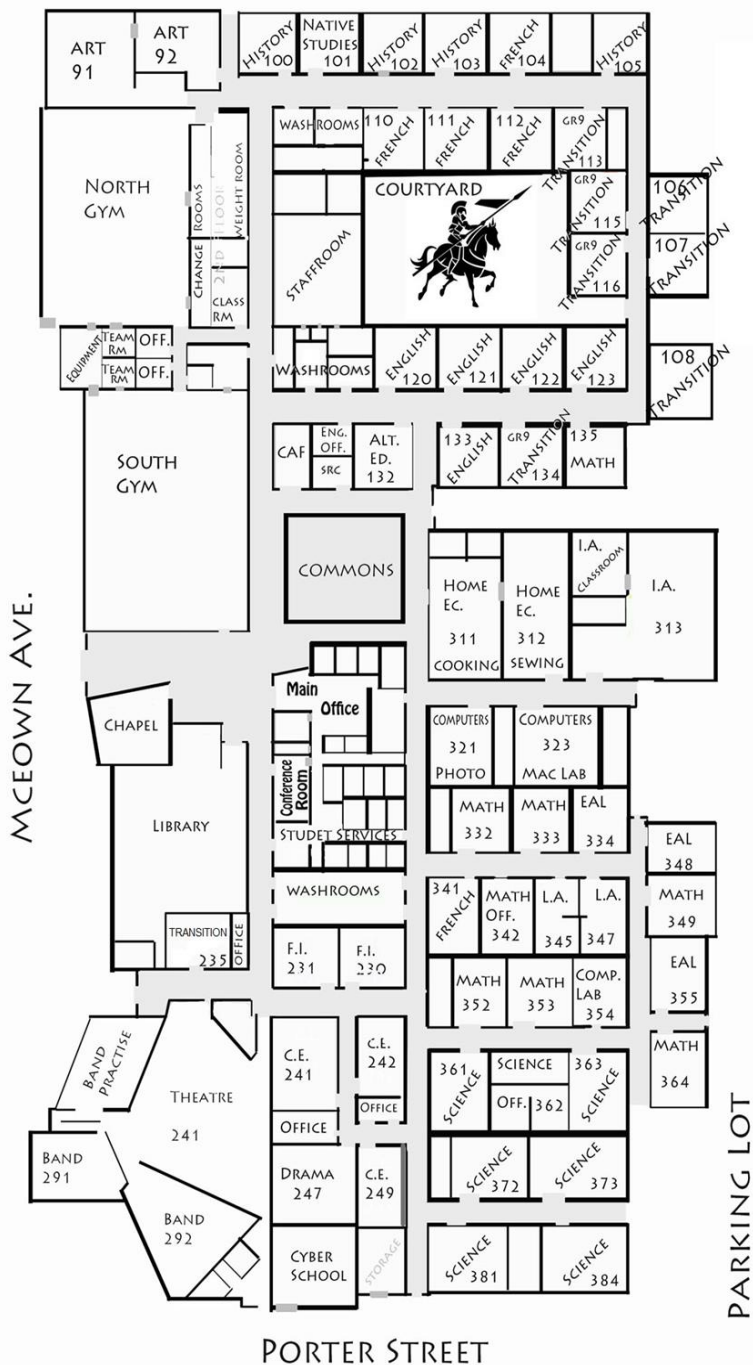 ART
91
ART
92
HISTORY
100
NATIVE
STUDIES
101
HISTORY
102
HISTORY
103
FRENCH
104
HISTORY
105
WASHROOMS
110
FRENCH
111
FRENCH
112
FRENCH
GR9
TRANSITION
113
NORTH
GYM
CHANGE ROOMS
2ND FLOOR
WEIGHT ROOM
CLASS
RM
STAFFROOM
COURTYARD
GR9
TRANSITION
115
GR9
TRANSITION
116
106
TRANSITION
107
TRANSITION
EQUIPMENT
TEAM
RM
OFF.
TEAM
RM
OFF.
WASHROOMS
ENGLISH
120
ENGLISH
121
ENGLISH
122
ENGLISH
123
108
TRANSITION
SOUTH
GYM
CAF
ENG.
OFF.
SRC
ALT.
ED.
132
133
ENGLISH
GR9
TRANSITION
134
135
MATH
COMMONS
HOME
EC.
311
COOKING
HOME
EC.
312
SEWING
I.A.
CLASSROOM
I.A.
313
MCEOWN AVE.
CHAPEL
Main
Office
Conference
Room
STUDET SERVICES
COMPUTERS
321
PHOTO
COMPUTERS
323
MAC LAB
LIBRARY
MATH
332
MATH
333
EAL
334
EAL
348
WASHROOMS
341
FRENCH
MATH
OFF.
342
L.A.
345
L.A.
347
MATH
349
TRANSITION
235
OFFICE
F.I.
231
F.I.
230
MATH
352
MATH
353
COMP.
LAB
354
EAL
355
BAND
PRACTISE
THEATRE
241
C.E.
241
C.E.
242
OFFICE
OFFICE
361
SCIENCE
SCIENCE
OFF.
362
363
SCIENCE
MATH
364
BAND
291
BAND
292
DRAMA
247
C.E.
249
SCIENCE
372
SCIENCE
373
CYBER
SCHOOL
STORAGE
SCIENCE
381
SCIENCE
384
PARKING LOT
PORTER STREET